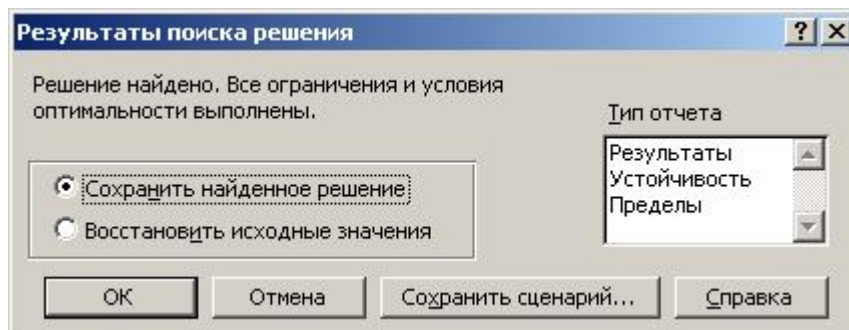 Результаты поиска решения
Решение найдено. Все ограничения и условия
оптимальности выполнены.
Тип отчета
Результаты
Устойчивость
Пределы
Сохранить найденное решение
Восстановить исходные значения
ОК
Отмена
Сохранить сценарий...
Справка